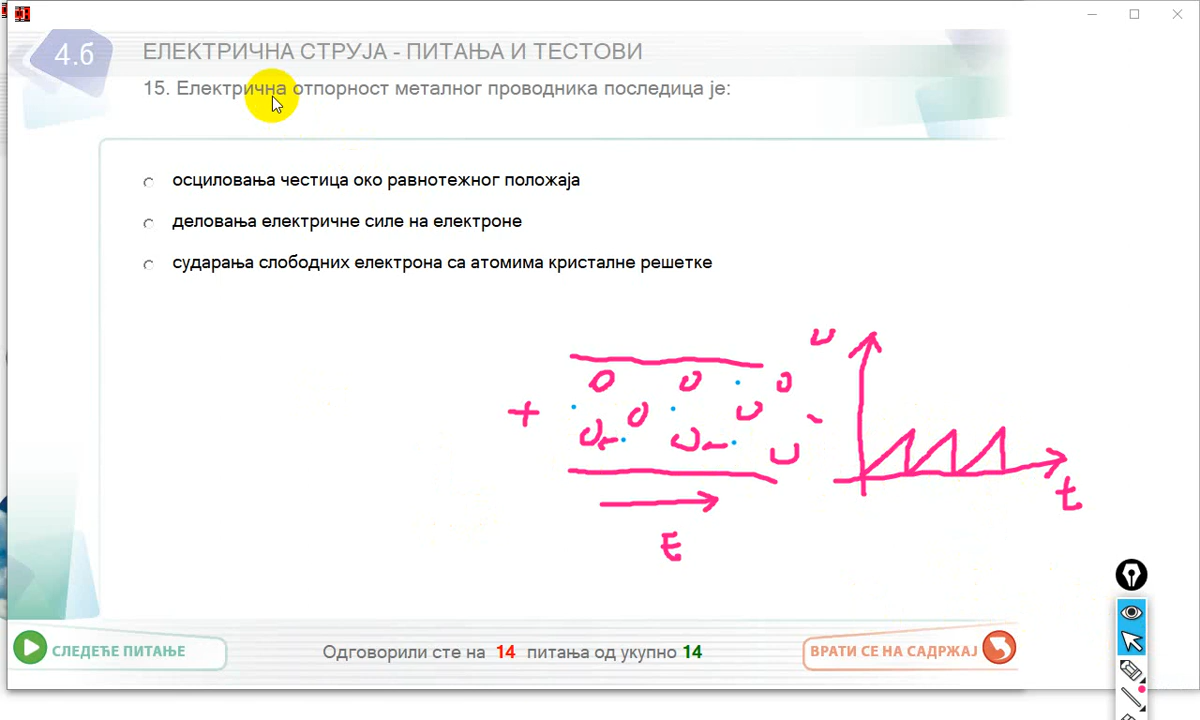 4.6
ЕЛЕКТРИЧНА СТРУЈА - ПИТАЊА И ТЕСТОВИ
15. Електрична отпорност металног проводника последица је:
осциловања честица око равнотежног положаја
деловања електричне силе на електроне
сударања слободних електрона са атомима кристалне решетке
υ
+
-
E
t
СЛЕДЕЋЕ ПИТАЊЕ
Одговорили сте на 14 питања од укупно 14
ВРАТИ СЕ НА САДРЖАЈ